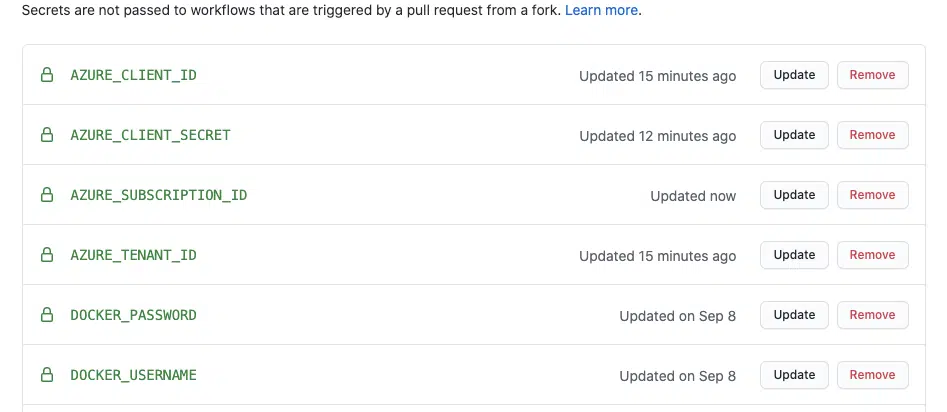 Secrets are not passed to workflows that are triggered by a pull request from a fork. Learn more.
AZURE_CLIENT_ID Updated 15 minutes ago Update Remove
AZURE_CLIENT_SECRET Updated 12 minutes ago Update Remove
AZURE_SUBSCRIPTION_ID Updated now Update Remove
AZURE_TENANT_ID Updated 15 minutes ago Update Remove
DOCKER_PASSWORD Updated on Sep 8 Update Remove
DOCKER_USERNAME Updated on Sep 8 Update Remove